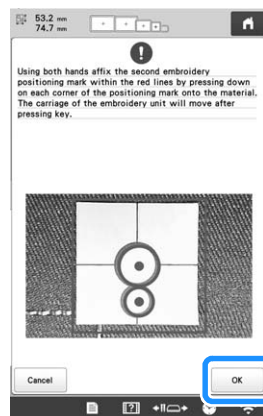 53.2 mm
74.7 mm
Using both hands affix the second embroidery
positioning mark within the red lines by pressing down
on each corner of the positioning mark onto the material.
The carriage of the embroidery unit will move after
pressing key.
Cancel
OK